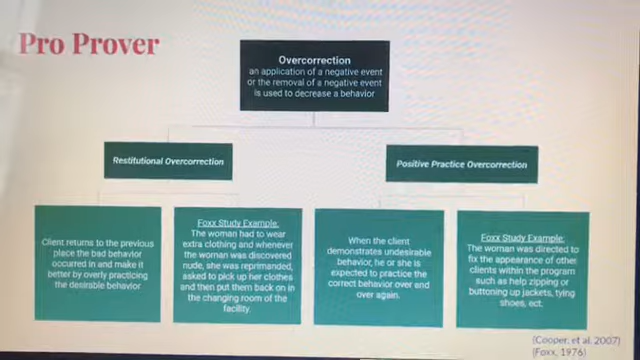 Pro Prover
Overcorrection
an application of a negative event
or the removal of a negative event
is used to decrease a behavior
Restitutional Overcorrection
Positive Practice Overcorrection
Client returns to the previous
place the bad behavior
occurred in and make it
better by overly practicing
the desirable behavior
Foxx Study Example:
The woman had to wear
extra clothing and whenever
the woman was discovered
nude, she was reprimanded,
asked to pick up her clothes
and then put them back on in
the changing room of the
facility.
When the client
demonstrates undesirable
behavior, he or she is
expected to practice the
correct behavior over and
over again.
Foxx Study Example:
The woman was directed to
fix the appearance of other
clients within the program
such as help zipping or
buttoning up jackets, tying
shoes, ect.
(Cooper, et al. 2007)
(Foxx, 1976)